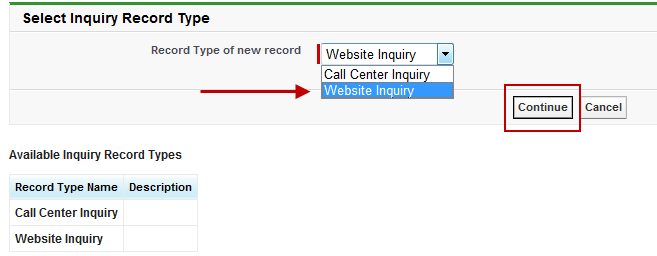 Select Inquiry Record Type
Record Type of new record Website Inquiry
Call Center Inquiry
Website Inquiry
Continue Cancel
Available Inquiry Record Types
Record Type Name Description
Call Center Inquiry
Website Inquiry